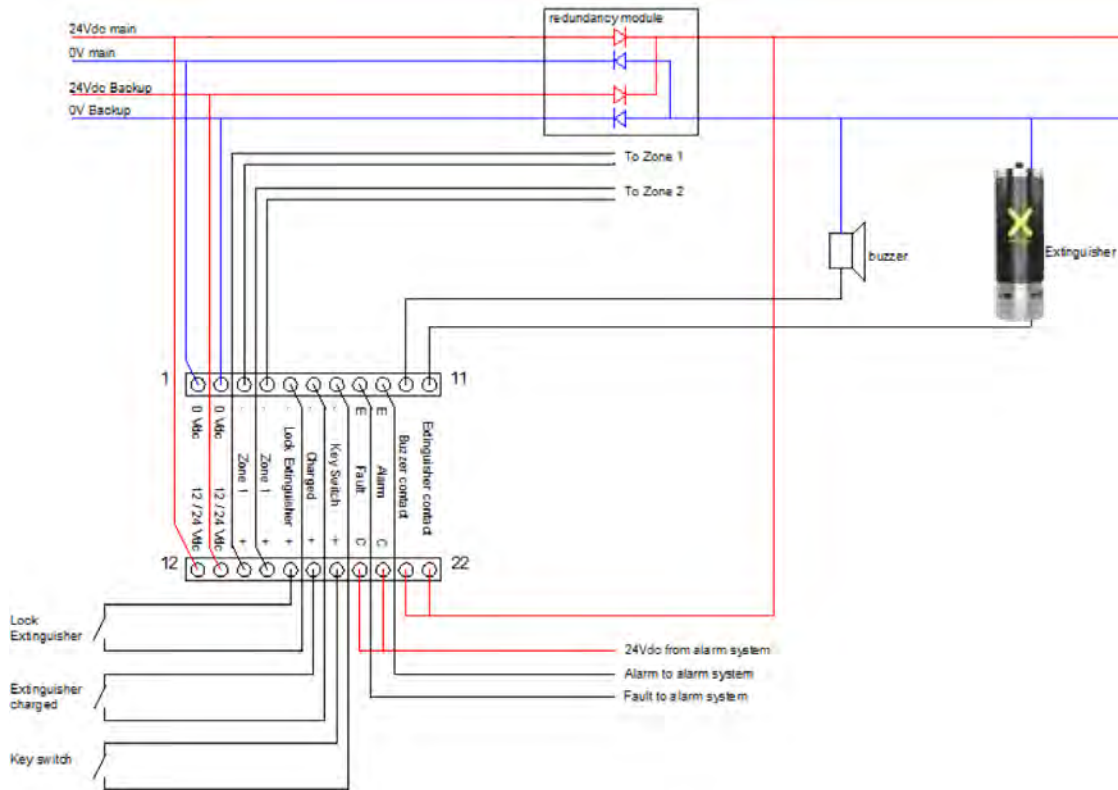 redundancy module
24Vdc main
0V main
24Vdc Backup
0V Backup
To Zone 1
To Zone 2
buzzer
Extinguisher
1
11
0 Vdc
0 Vdc
-
-
-
-
-
E
E
Zone 1
Zone 1
Lock Extinguisher
Charged
Key Switch
Fault
Alarm
Buzzer contact
Extinguisher contact
12 / 24 Vdc
12 / 24 Vdc
+
+
+
+
+
C
C
12
22
Lock
Extinguisher
Extinguisher
charged
Key switch
24Vdc from alarm system
Alarm to alarm system
Fault to alarm system